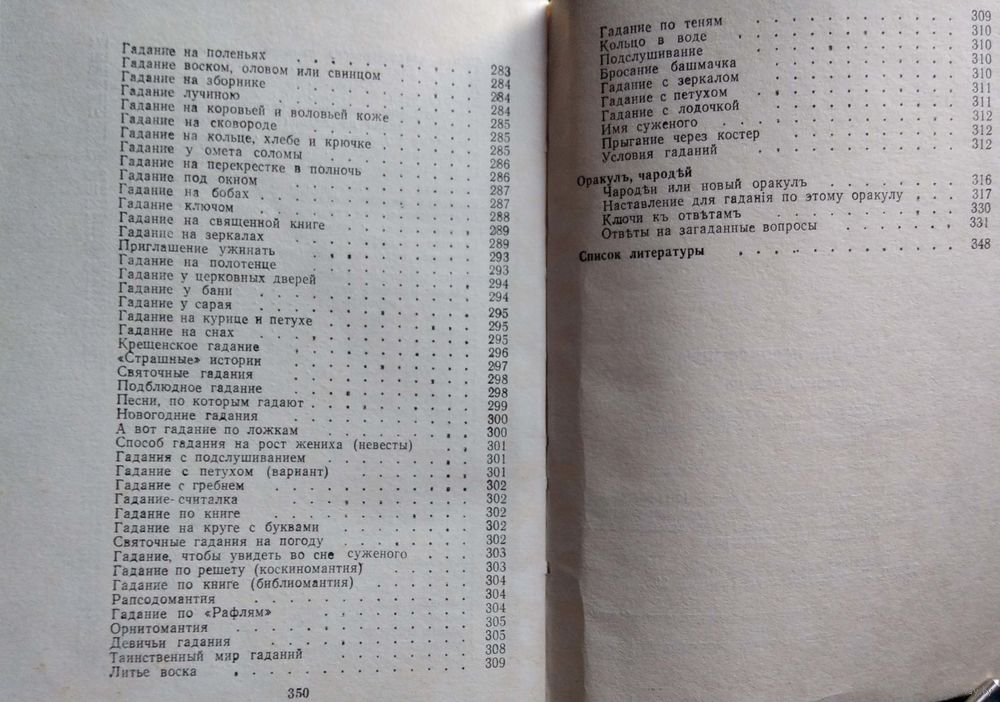 Гадание на поленьях 283
Гадание воском, оловом или свинцом 284
Гадание на зборнике 284
Гадание лучиною 284
Гадание на коровьей и воловьей коже 285
Гадание на сковороде 285
Гадание на кольце, хлебе и крючке 285
Гадание у омета соломы 286
Гадание на перекрестке в полночь 286
Гадание под окном 287
Гадание на бобах 287
Гадание ключом 288
Гадание на священной книге 289
Гадание на зеркалах 289
Приглашение ужинать 293
Гадание на полотенце 293
Гадание у церковных дверей 294
Гадание у бани 294
Гадание у сарая 295
Гадание на курице и петухе 295
Гадание на снах 295
Крещенское гадание 296
«Страшные» истории 297
Святочные гадания 298
Подблюдное гадание 298
Песни, по которым гадают 299
Новогодние гадания 300
А вот гадание по ложкам 300
Способ гадания на рост жениха (невесты) 301
Гадания с подслушиванием 301
Гадание с петухом (вариант) 301
Гадание с гребнем 302
Гадание-считалка 302
Гадание по книге 302
Гадание на круге с буквами 302
Святочные гадания на погоду 302
Гадание, чтобы увидеть во сне суженого 303
Гадание по решету (коскиномантия) 303
Гадание по книге (библиомантия) 304
Рапсодомантия 304
Гадание по «Рафлям» 304
Орнитомантия 305
Девичьи гадания 305
Таинственный мир гаданий 308
Литье воска 309
350
Гадание по теням 309
Кольцо в воде 310
Подслушивание 310
Бросание башмачка 310
Гадание с зеркалом 310
Гадание с петухом 311
Гадание с лодочкой 311
Имя суженого 312
Прыгание через костер 312
Условия гаданий 312
Оракулъ, чародѣй
Чародѣи или новый оракулъ 316
Наставление для гаданія по этому оракулу 317
Ключи къ отвѣтамъ 330
Отвѣты на загаданные вопросы 331
Список литературы 348